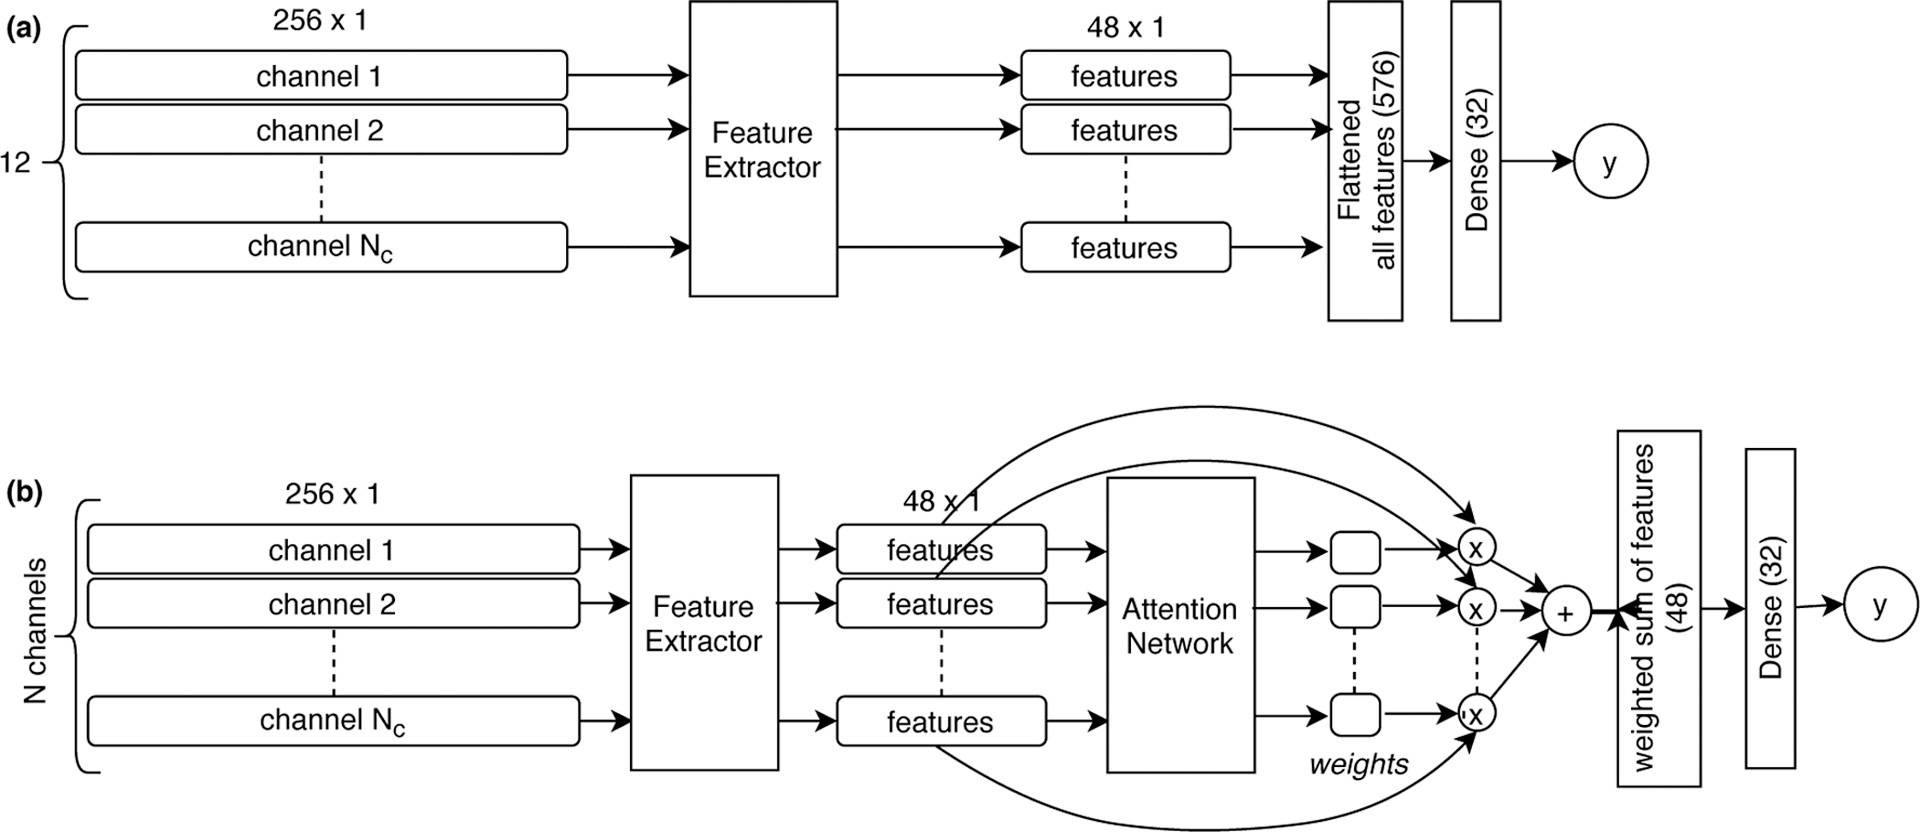 (a)
256 x 1
48 x 1
12
channel 1
channel 2
channel Nc
Feature
Extractor
features
features
features
Flattened
all features (576)
Dense (32)
y
(b)
N channels
256 x 1
48 x 1
channel 1
channel 2
channel Nc
Feature
Extractor
features
features
features
Attention
Network
weights
x
x
x
+
weighted sum of features
(48)
Dense (32)
y